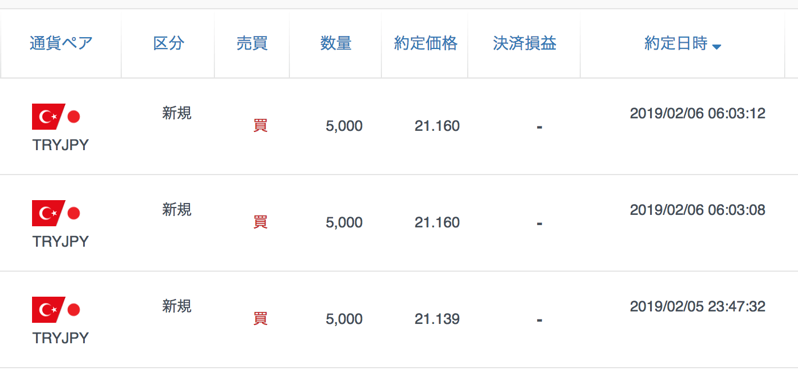 通貨ペア 区分 売買 数量 約定価格 決済損益 約定日時
新規 2019/02/06 06:03:12
買 5,000 21.160 -
TRYJPY
新規 2019/02/06 06:03:08
買 5,000 21.160 -
TRYJPY
新規 2019/02/05 23:47:32
買 5,000 21.139 -
TRYJPY